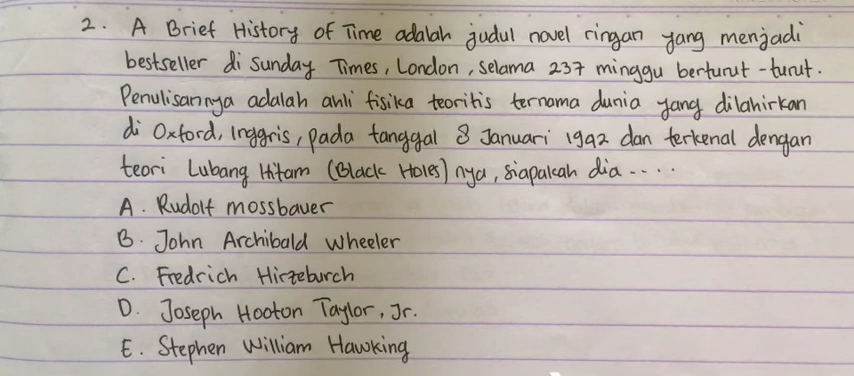 2. A Brief History of Time adalah judul novel ringan yang menjadi
bestseller di Sunday Times, London, selama 237 minggu berturut-turut.
Penulisannya adalah ahli fisika teoritis ternama dunia yang dilahirkan
di Oxford, Inggris, pada tanggal 8 Januari 1992 dan terkenal dengan
teori Lubang Hitam (Black Holes) nya, siapakah dia ....
A. Rudolf mossbauer
B. John Archibald Wheeler
C. Fredrich Hirzeburch
D. Joseph Hooton Taylor, Jr.
E. Stephen William Hawking